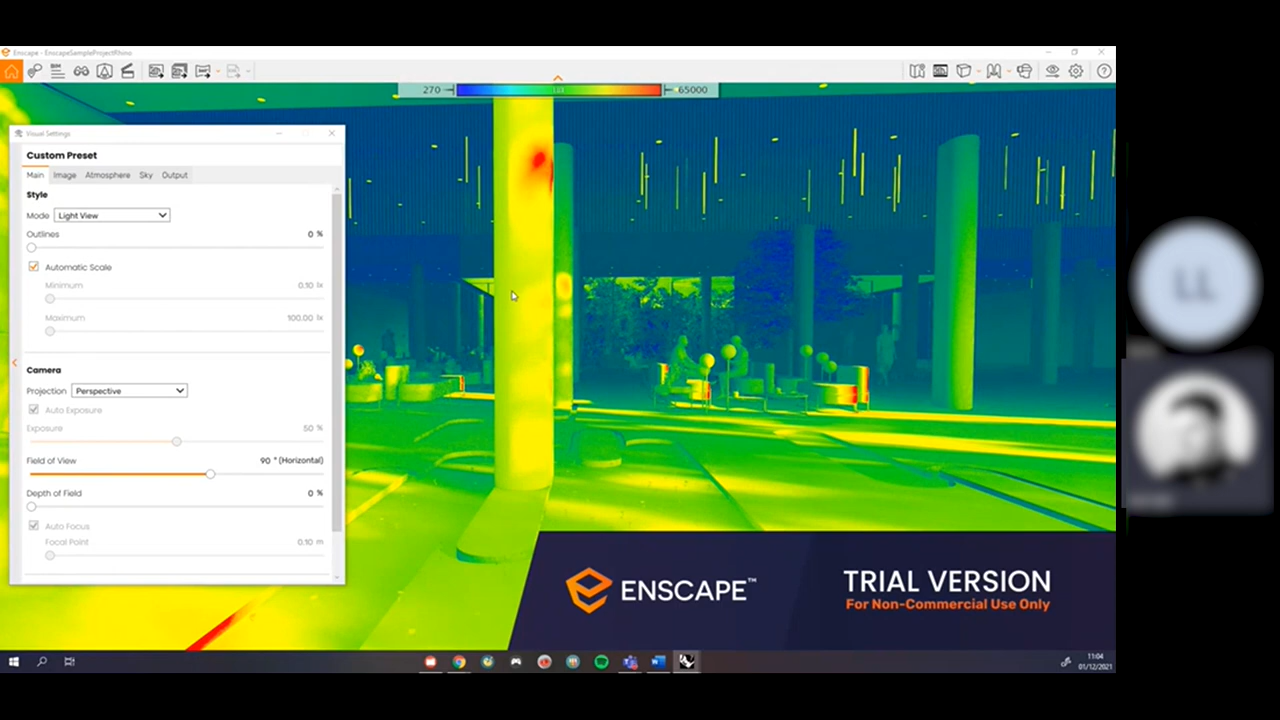 Enscape - EnscapeSampleProjectRhino
270
65000
Visual Settings
Custom Preset
Main Image Atmosphere Sky Output
Style
Mode Light View
Outlines 0 %
Automatic Scale
Minimum 0.10 lx
Maximum 100.00 lx
Camera
Projection Perspective
Auto Exposure
Exposure 50 %
Field of View 90 ° (Horizontal)
Depth of Field 0 %
Auto Focus
Focal Point 0.10 m
ENSCAPE™
TRIAL VERSION
For Non-Commercial Use Only
LL
11:04
01/12/2021